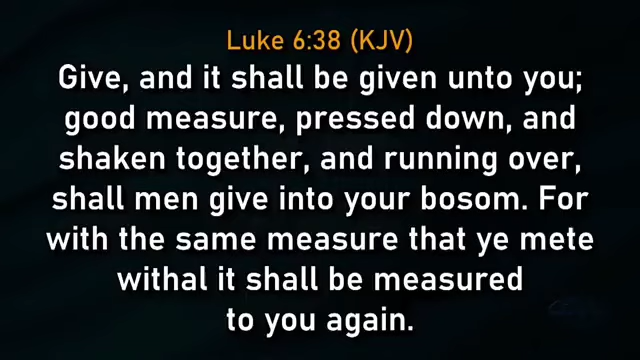 Luke 6:38 (KJV)
Give, and it shall be given unto you;
good measure, pressed down, and
shaken together, and running over,
shall men give into your bosom. For
with the same measure that ye mete
withal it shall be measured
to you again.